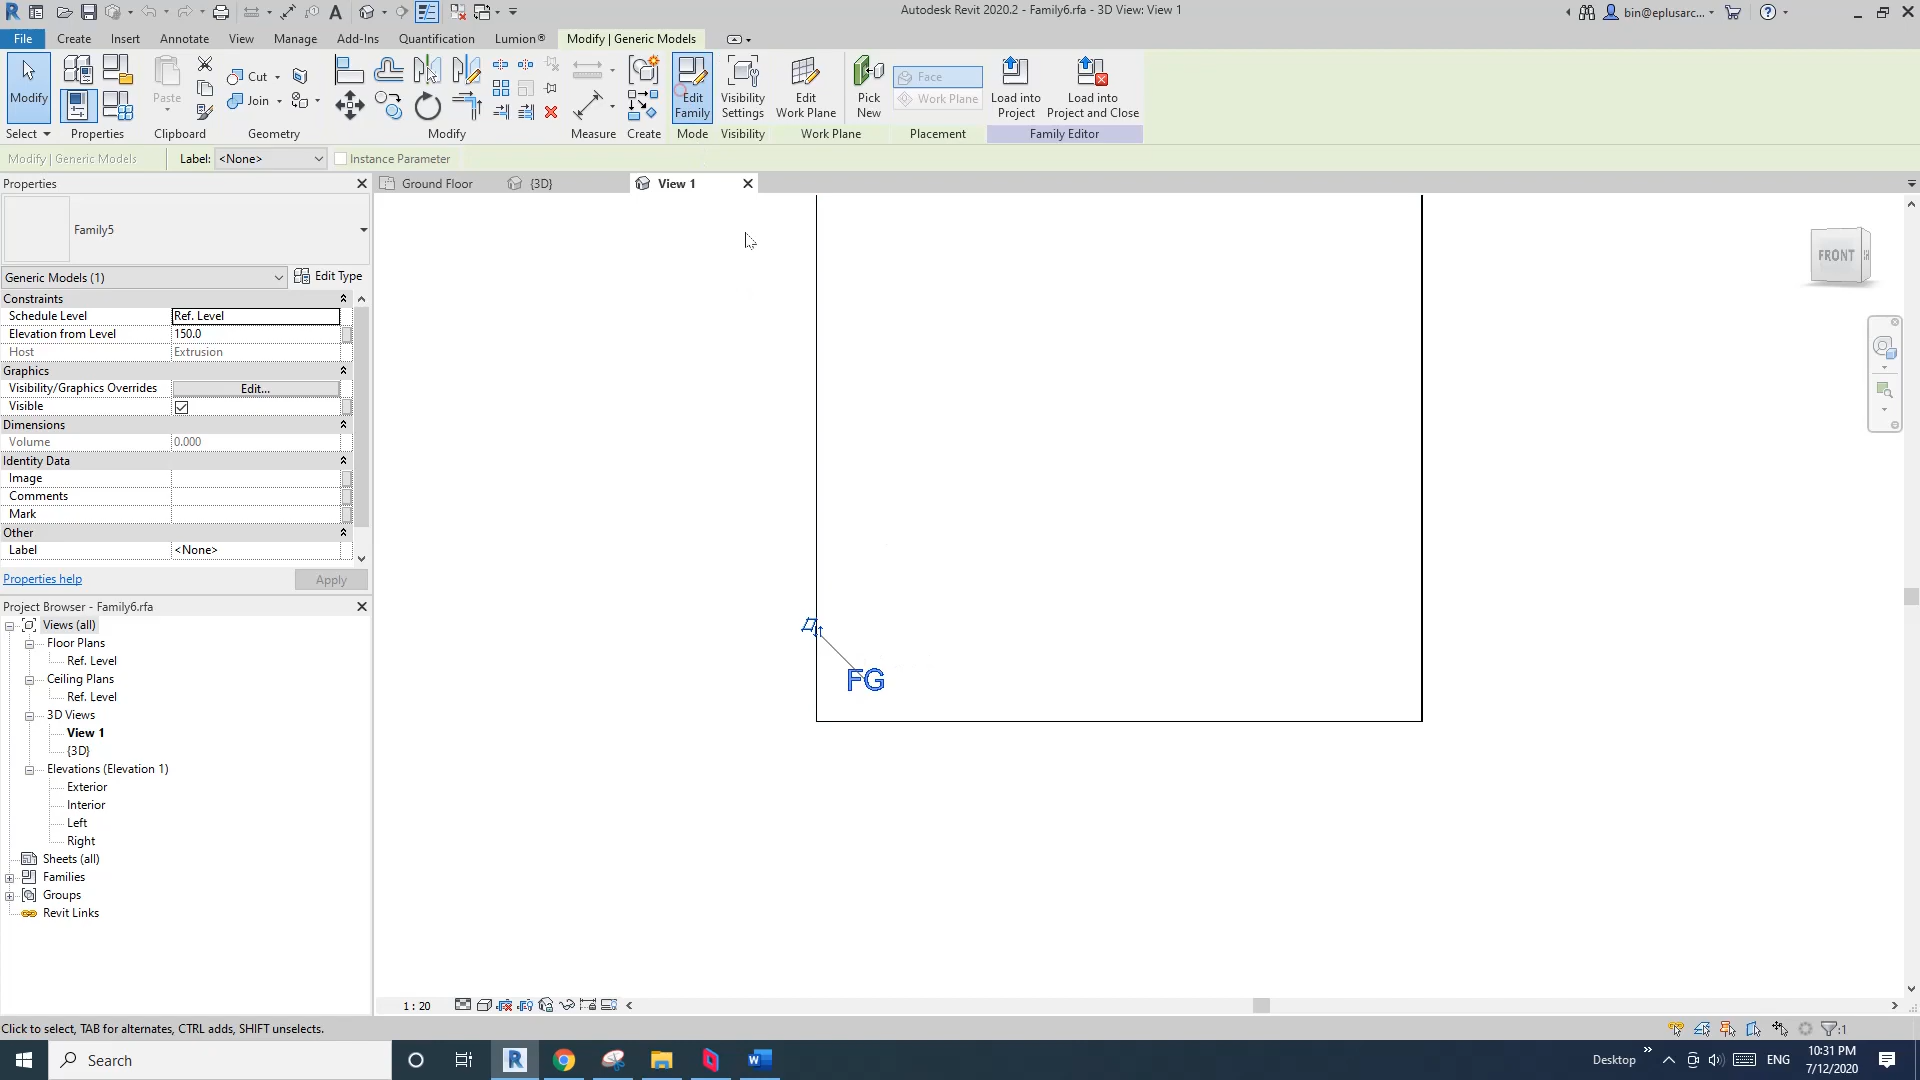 Autodesk Revit 2020.2 - Family6.rfa - 3D View: View 1
bin@eplusarc...
File Create Insert Annotate View Manage Add-Ins Quantification Lumion® Modify | Generic Models
Modify
Paste
Cut
Join
Edit Family
Visibility Settings
Edit Work Plane
Pick New
Face
Work Plane
Load into Project
Load into Project and Close
Select Properties Clipboard Geometry Modify Measure Create Mode Visibility Work Plane Placement Family Editor
Modify | Generic Models Label: <None> Instance Parameter
Properties
Ground Floor {3D} View 1
Family5
Generic Models (1) Edit Type
Constraints
Schedule Level Ref. Level
Elevation from Level 150.0
Host Extrusion
Graphics
Visibility/Graphics Overrides Edit...
Visible
Dimensions
Volume 0.000
Identity Data
Image
Comments
Mark
Other
Label <None>
Properties help Apply
Project Browser - Family6.rfa
Views (all)
Floor Plans
Ref. Level
Ceiling Plans
Ref. Level
3D Views
View 1
{3D}
Elevations (Elevation 1)
Exterior
Interior
Left
Right
Sheets (all)
Families
Groups
Revit Links
FRONT
FG
1 : 20
Click to select, TAB for alternates, CTRL adds, SHIFT unselects.
:1
Search
Desktop
ENG
10:31 PM
7/12/2020